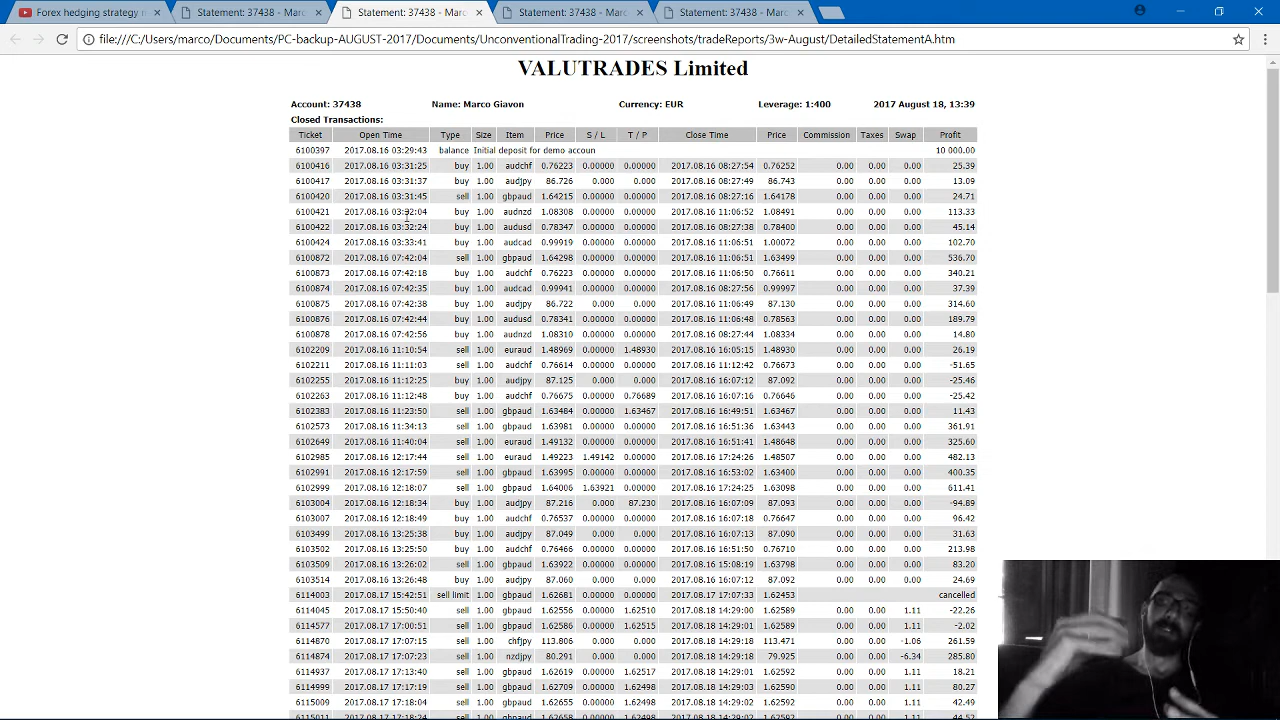 Forex hedging strategy
Statement: 37438 - Marc
Statement: 37438 - Marc
Statement: 37438 - Marc
Statement: 37438 - Marc
file:///C:/Users/marco/Documents/PC-backup-AUGUST-2017/Documents/UnconventionalTrading-2017/screenshots/tradeReports/3w-August/DetailedStatementA.htm
VALUTRADES Limited
Account: 37438 Name: Marco Giavon Currency: EUR Leverage: 1:400 2017 August 18, 13:39
Closed Transactions:
Ticket Open Time Type Size Item Price S / L T / P Close Time Price Commission Taxes Swap Profit
6100397 2017.08.16 03:29:43 balance Initial deposit for demo accoun 10 000.00
6100416 2017.08.16 03:31:25 buy 1.00 audchf 0.76223 0.00000 0.00000 2017.08.16 08:27:54 0.76252 0.00 0.00 0.00 25.39
6100417 2017.08.16 03:31:37 buy 1.00 audjpy 86.726 0.000 0.000 2017.08.16 08:27:49 86.743 0.00 0.00 0.00 13.09
6100420 2017.08.16 03:31:45 sell 1.00 gbpaud 1.64215 0.00000 0.00000 2017.08.16 08:27:16 1.64178 0.00 0.00 0.00 24.71
6100421 2017.08.16 03:32:04 buy 1.00 audnzd 1.08308 0.00000 0.00000 2017.08.16 11:06:52 1.08491 0.00 0.00 0.00 113.33
6100422 2017.08.16 03:32:24 buy 1.00 audusd 0.78347 0.00000 0.00000 2017.08.16 08:27:38 0.78400 0.00 0.00 0.00 45.14
6100424 2017.08.16 03:33:41 buy 1.00 audcad 0.99919 0.00000 0.00000 2017.08.16 11:06:51 1.00072 0.00 0.00 0.00 102.70
6100872 2017.08.16 07:42:04 sell 1.00 gbpaud 1.64298 0.00000 0.00000 2017.08.16 11:06:51 1.63499 0.00 0.00 0.00 536.70
6100873 2017.08.16 07:42:18 buy 1.00 audchf 0.76223 0.00000 0.00000 2017.08.16 11:06:50 0.76611 0.00 0.00 0.00 340.21
6100874 2017.08.16 07:42:35 buy 1.00 audcad 0.99941 0.00000 0.00000 2017.08.16 08:27:56 0.99997 0.00 0.00 0.00 37.39
6100875 2017.08.16 07:42:38 buy 1.00 audjpy 86.722 0.000 0.000 2017.08.16 11:06:49 87.130 0.00 0.00 0.00 314.60
6100876 2017.08.16 07:42:44 buy 1.00 audusd 0.78341 0.00000 0.00000 2017.08.16 11:06:48 0.78563 0.00 0.00 0.00 189.79
6100878 2017.08.16 07:42:56 buy 1.00 audnzd 1.08310 0.00000 0.00000 2017.08.16 08:27:44 1.08334 0.00 0.00 0.00 14.80
6102209 2017.08.16 11:10:54 sell 1.00 euraud 1.48969 0.00000 1.48930 2017.08.16 16:05:15 1.48930 0.00 0.00 0.00 26.19
6102211 2017.08.16 11:11:03 sell 1.00 audchf 0.76614 0.00000 0.00000 2017.08.16 11:12:42 0.76673 0.00 0.00 0.00 -51.65
6102255 2017.08.16 11:12:25 buy 1.00 audjpy 87.125 0.000 0.000 2017.08.16 16:07:12 87.092 0.00 0.00 0.00 -25.46
6102263 2017.08.16 11:12:48 buy 1.00 audchf 0.76675 0.00000 0.76689 2017.08.16 16:07:16 0.76646 0.00 0.00 0.00 -25.42
6102383 2017.08.16 11:23:50 sell 1.00 gbpaud 1.63484 0.00000 1.63467 2017.08.16 16:49:51 1.63467 0.00 0.00 0.00 11.43
6102573 2017.08.16 11:34:13 sell 1.00 gbpaud 1.63981 0.00000 0.00000 2017.08.16 16:51:36 1.63443 0.00 0.00 0.00 361.91
6102649 2017.08.16 11:40:04 sell 1.00 euraud 1.49132 0.00000 0.00000 2017.08.16 16:51:41 1.48648 0.00 0.00 0.00 325.60
6102985 2017.08.16 12:17:44 sell 1.00 euraud 1.49223 1.49142 0.00000 2017.08.16 17:24:26 1.48507 0.00 0.00 0.00 482.13
6102991 2017.08.16 12:17:59 sell 1.00 gbpaud 1.63995 0.00000 0.00000 2017.08.16 16:53:02 1.63400 0.00 0.00 0.00 400.35
6102999 2017.08.16 12:18:07 sell 1.00 gbpaud 1.64006 1.63921 0.00000 2017.08.16 17:24:25 1.63098 0.00 0.00 0.00 611.41
6103004 2017.08.16 12:18:34 buy 1.00 audjpy 87.216 0.000 87.230 2017.08.16 16:07:09 87.093 0.00 0.00 0.00 -94.89
6103007 2017.08.16 12:18:49 buy 1.00 audchf 0.76537 0.00000 0.00000 2017.08.16 16:07:18 0.76647 0.00 0.00 0.00 96.42
6103499 2017.08.16 13:25:38 buy 1.00 audjpy 87.049 0.000 0.000 2017.08.16 16:07:13 87.090 0.00 0.00 0.00 31.63
6103502 2017.08.16 13:25:50 buy 1.00 audchf 0.76466 0.00000 0.00000 2017.08.16 16:51:50 0.76710 0.00 0.00 0.00 213.98
6103509 2017.08.16 13:26:02 sell 1.00 gbpaud 1.63922 0.00000 0.00000 2017.08.16 15:08:19 1.63798 0.00 0.00 0.00 83.20
6103514 2017.08.16 13:26:48 buy 1.00 audjpy 87.060 0.000 0.000 2017.08.16 16:07:12 87.092 0.00 0.00 0.00 24.69
6114003 2017.08.17 15:42:51 sell limit 1.00 gbpaud 1.62681 0.00000 0.00000 2017.08.17 17:07:33 1.62453 cancelled
6114045 2017.08.17 15:50:40 sell 1.00 gbpaud 1.62556 0.00000 1.62510 2017.08.18 14:29:00 1.62589 0.00 0.00 1.11 -22.26
6114577 2017.08.17 17:00:51 sell 1.00 gbpaud 1.62586 0.00000 1.62515 2017.08.18 14:29:01 1.62589 0.00 0.00 1.11 -2.02
6114870 2017.08.17 17:07:15 sell 1.00 chfjpy 113.806 0.000 0.000 2017.08.18 14:29:18 113.471 0.00 0.00 -1.06 261.59
6114874 2017.08.17 17:07:23 sell 1.00 nzdjpy 80.291 0.000 0.000 2017.08.18 14:29:18 79.925 0.00 0.00 -6.34 285.80
6114937 2017.08.17 17:13:40 sell 1.00 gbpaud 1.62619 0.00000 1.62517 2017.08.18 14:29:01 1.62592 0.00 0.00 1.11 18.21
6114999 2017.08.17 17:17:19 sell 1.00 gbpaud 1.62709 0.00000 1.62498 2017.08.18 14:29:03 1.62590 0.00 0.00 1.11 80.27
6115009 2017.08.17 17:18:04 sell 1.00 gbpaud 1.62655 0.00000 1.62498 2017.08.18 14:29:02 1.62592 0.00 0.00 1.11 42.49
6115011 2017.08.17 17:18:24 sell 1.00 gbpaud 1.62658 0.00000 1.62498 2017.08.18 14:29:02 1.62592 0.00 0.00 1.11 44.52